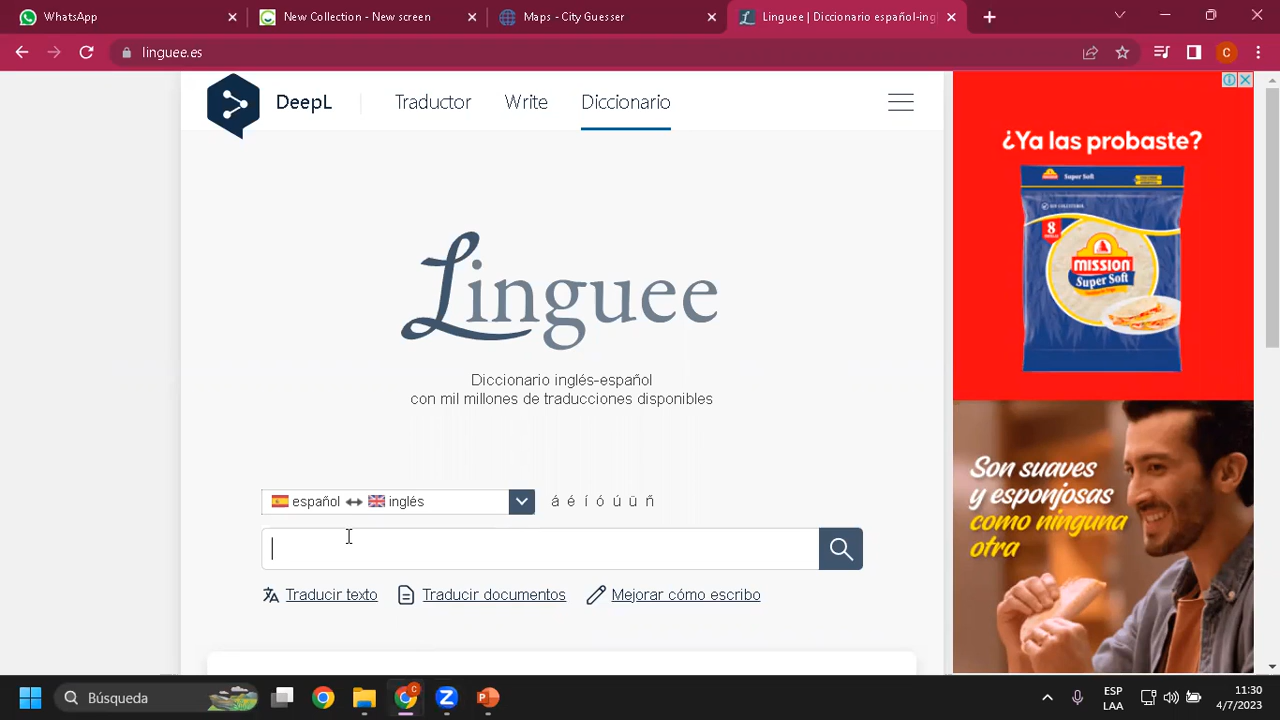 WhatsApp
New Collection - New screen
Maps - City Guesser
Linguee | Diccionario español-ing
linguee.es
C
DeepL
Traductor
Write
Diccionario
Linguee
Diccionario inglés-español
con mil millones de traducciones disponibles
español ↔ inglés
á é í ó ú ü ñ
Traducir texto
Traducir documentos
Mejorar cómo escribo
¿Ya las probaste?
Super Soft
8
MISSION
Super Soft
Son suaves
y esponjosas
como ninguna
otra
Búsqueda
ESP
LAA
11:30
4/7/2023